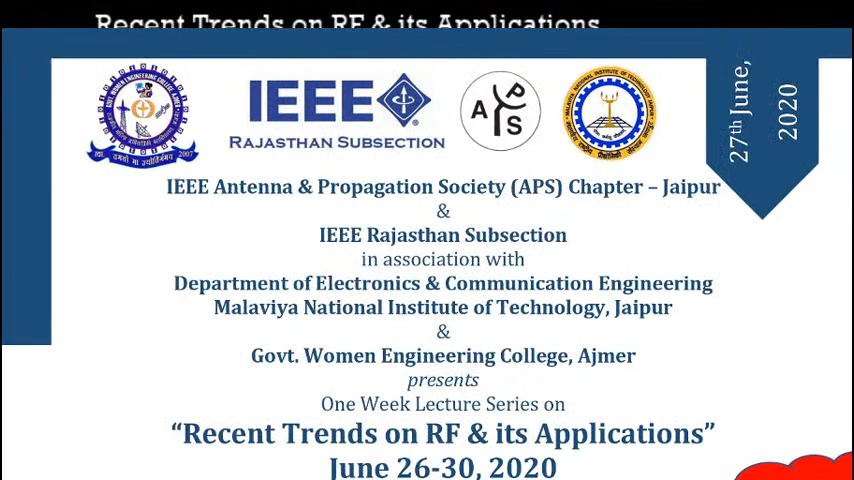 Recent Trends on RF & its Applications
27th June,
2020
IEEE
RAJASTHAN SUBSECTION
A P S
2007
IEEE Antenna & Propagation Society (APS) Chapter – Jaipur
&
IEEE Rajasthan Subsection
in association with
Department of Electronics & Communication Engineering
Malaviya National Institute of Technology, Jaipur
&
Govt. Women Engineering College, Ajmer
presents
One Week Lecture Series on
“Recent Trends on RF & its Applications”
June 26-30, 2020